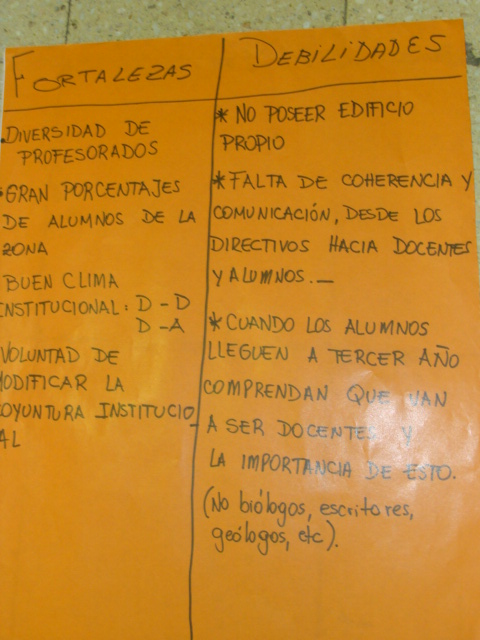 FORTALEZAS
• DIVERSIDAD DE
PROFESORADOS
• GRAN PORCENTAJES
DE ALUMNOS DE LA
ZONA
BUEN CLIMA
INSTITUCIONAL: D - D
D - A
VOLUNTAD DE
MODIFICAR LA
COYUNTURA INSTITUCIO-
AL
DEBILIDADES
* NO POSEER EDIFICIO
PROPIO
* FALTA DE COHERENCIA Y
COMUNICACIÓN, DESDE LOS
DIRECTIVOS HACIA DOCENTES
Y ALUMNOS. —
* CUANDO LOS ALUMNOS
LLEGUEN A TERCER AÑO
COMPRENDAN QUE VAN
A SER DOCENTES Y
LA IMPORTANCIA DE ESTO.
(No biólogos, escritores,
geólogos, etc).